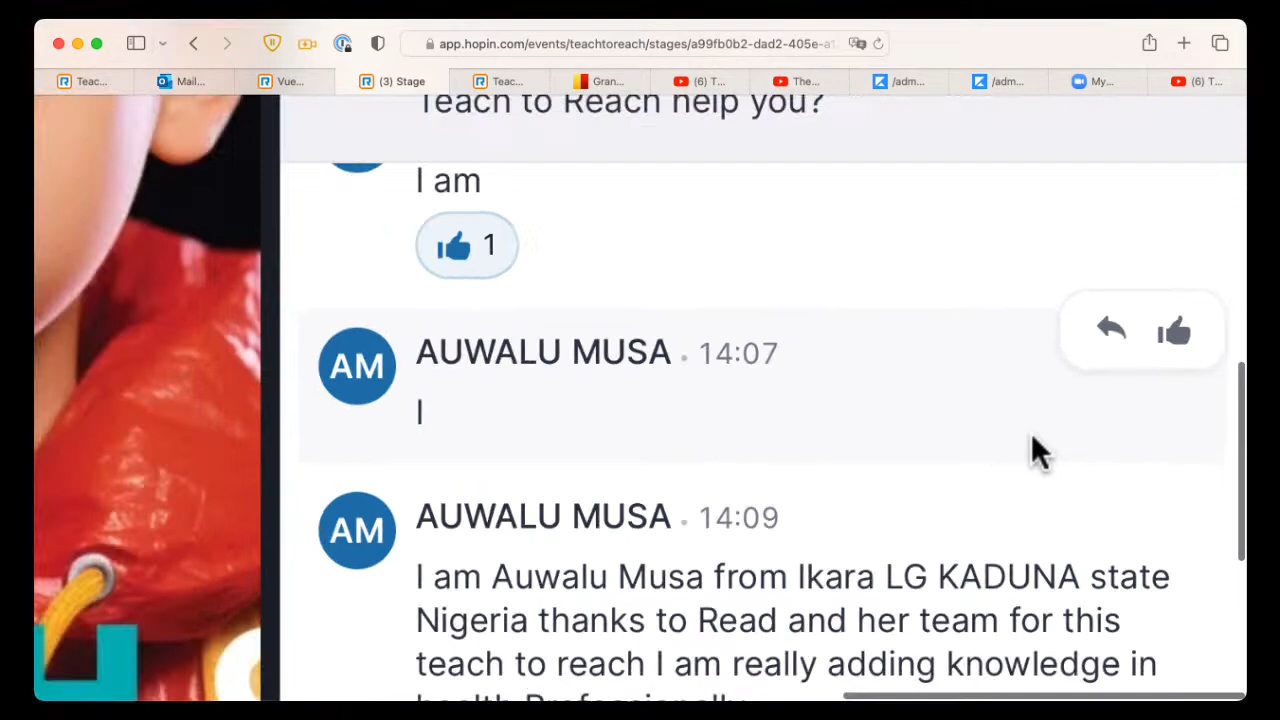 app.hopin.com/events/teachtoreach/stages/a99fb0b2-dad2-405e-a1
Teac...
Mail...
Vue...
(3) Stage
Teac...
Gran...
(6) T...
The...
/adm...
/adm...
My...
(6) T...
Teach to Reach help you?
I am
1
AM AUWALU MUSA • 14:07
I
AM AUWALU MUSA • 14:09
I am Auwalu Musa from Ikara LG KADUNA state
Nigeria thanks to Read and her team for this
teach to reach I am really adding knowledge in
health Professionally